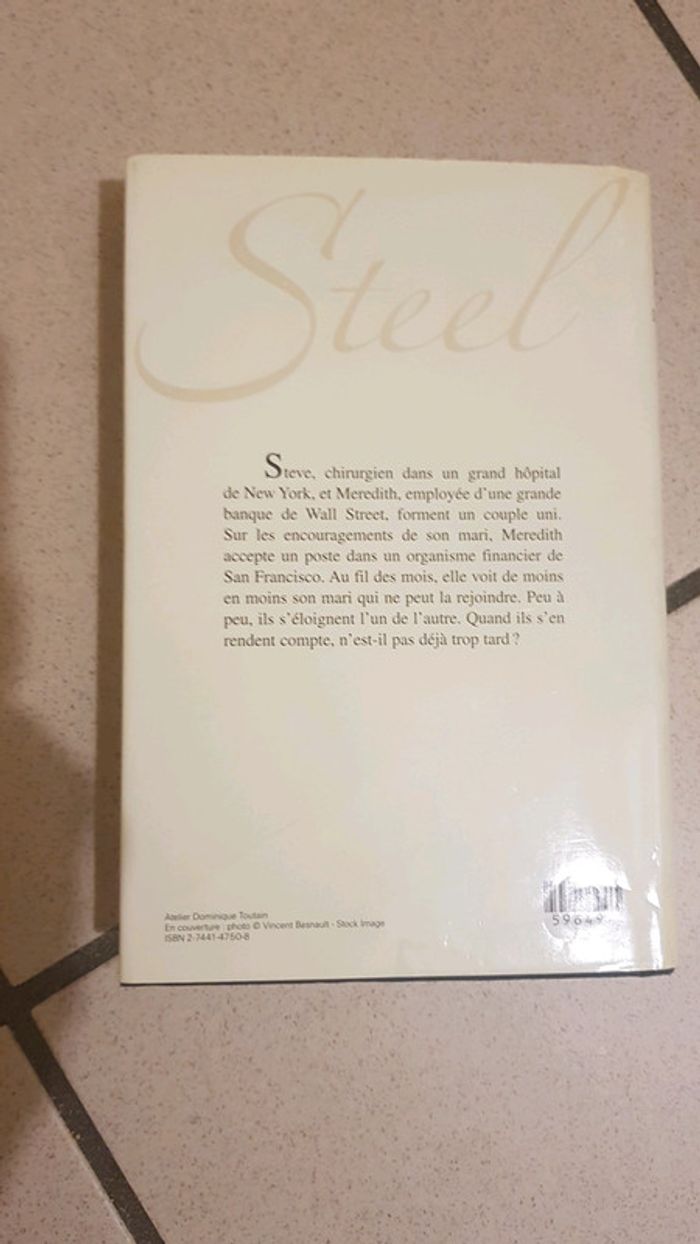 Steel
Steve, chirurgien dans un grand hôpital
de New York, et Meredith, employée d'une grande
banque de Wall Street, forment un couple uni.
Sur les encouragements de son mari, Meredith
accepte un poste dans un organisme financier de
San Francisco. Au fil des mois, elle voit de moins
en moins son mari qui ne peut la rejoindre. Peu à
peu, ils s'éloignent l'un de l'autre. Quand ils s'en
rendent compte, n'est-il pas déjà trop tard ?
Atelier Dominique Toutain
En couverture : photo © Vincent Besnault - Stock Image
ISBN 2-7441-4750-8